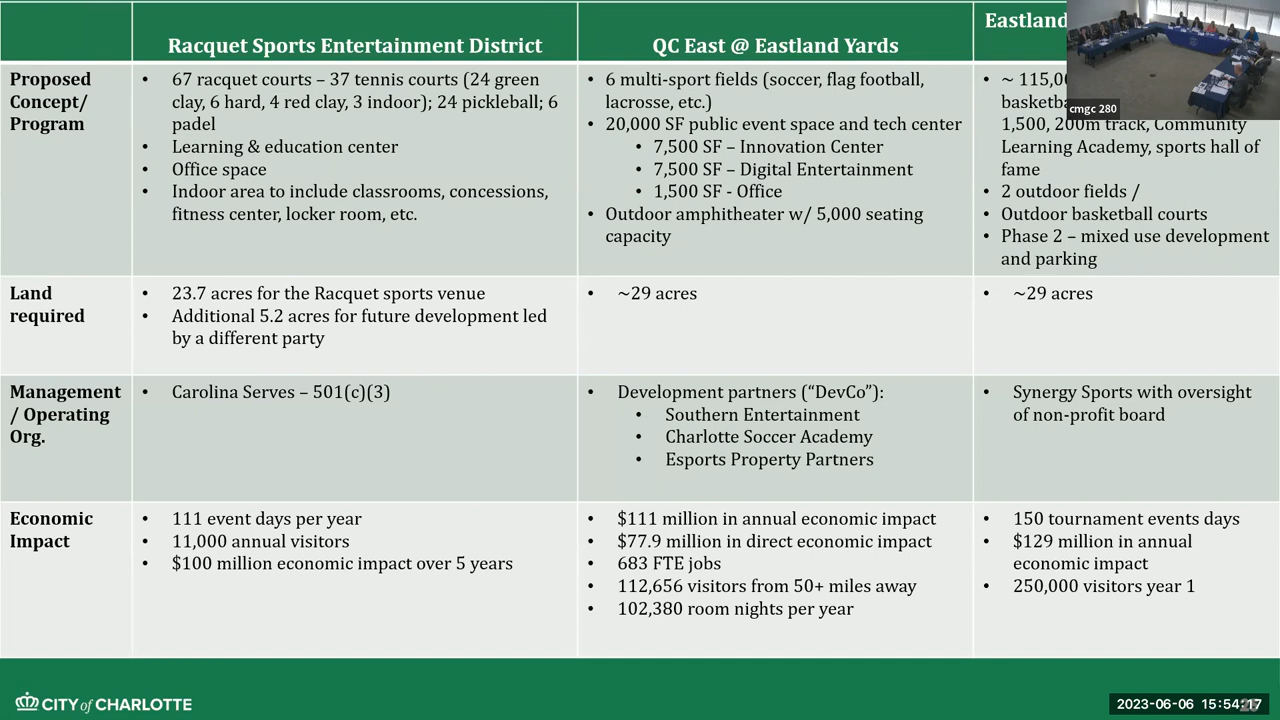 Racquet Sports Entertainment District
QC East @ Eastland Yards
Eastland
Proposed
Concept/
Program
• 67 racquet courts – 37 tennis courts (24 green
clay, 6 hard, 4 red clay, 3 indoor); 24 pickleball; 6
padel
• Learning & education center
• Office space
• Indoor area to include classrooms, concessions,
fitness center, locker room, etc.
• 6 multi-sport fields (soccer, flag football,
lacrosse, etc.)
• 20,000 SF public event space and tech center
• 7,500 SF – Innovation Center
• 7,500 SF – Digital Entertainment
• 1,500 SF - Office
• Outdoor amphitheater w/ 5,000 seating
capacity
• ~
1,500, 200m track, Community
Learning Academy, sports hall of
fame
• 2 outdoor fields /
• Outdoor basketball courts
• Phase 2 – mixed use development
and parking
Land
required
• 23.7 acres for the Racquet sports venue
• Additional 5.2 acres for future development led
by a different party
• ~29 acres
• ~29 acres
Management
/ Operating
Org.
• Carolina Serves – 501(c)(3)
• Development partners (“DevCo”):
• Southern Entertainment
• Charlotte Soccer Academy
• Esports Property Partners
• Synergy Sports with oversight
of non-profit board
Economic
Impact
• 111 event days per year
• 11,000 annual visitors
• $100 million economic impact over 5 years
• $111 million in annual economic impact
• $77.9 million in direct economic impact
• 683 FTE jobs
• 112,656 visitors from 50+ miles away
• 102,380 room nights per year
• 150 tournament events days
• $129 million in annual
economic impact
• 250,000 visitors year 1
cmgc 280
CITY of CHARLOTTE
2023-06-06 15:54:17